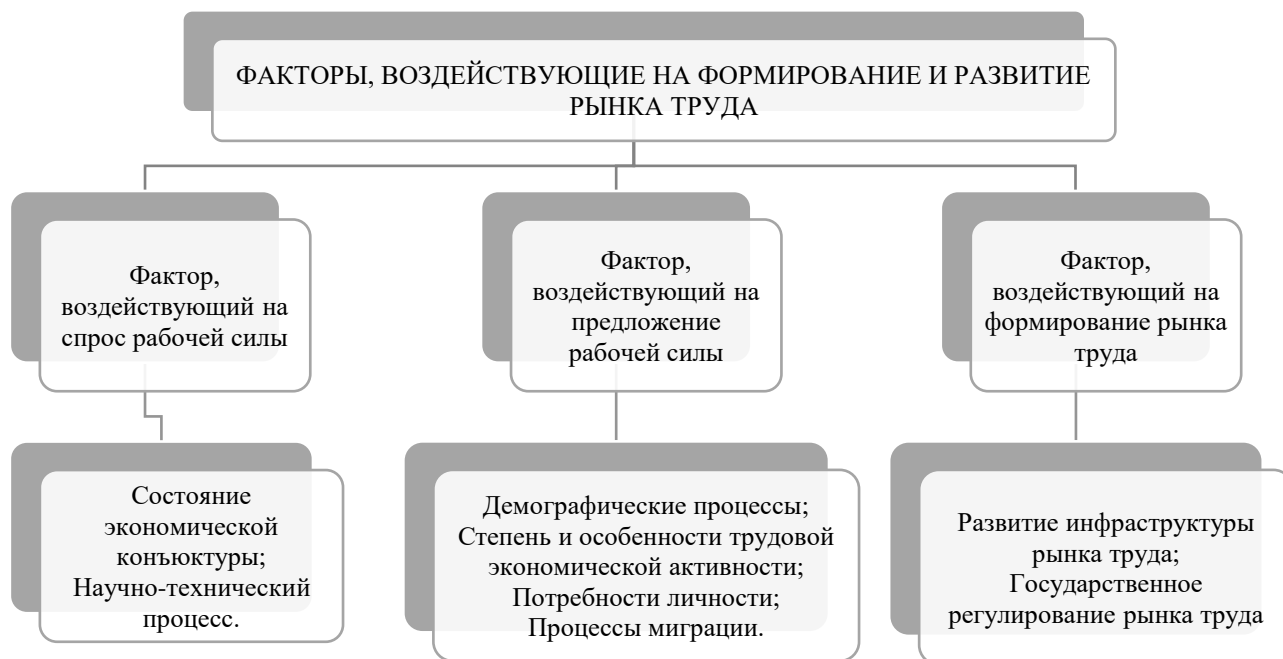 ФАКТОРЫ, ВОЗДЕЙСТВУЮЩИЕ НА ФОРМИРОВАНИЕ И РАЗВИТИЕ
РЫНКА ТРУДА
Фактор,
воздействующий на
спрос рабочей силы
Фактор,
воздействующий на
предложение
рабочей силы
Фактор,
воздействующий на
формирование рынка
труда
Состояние
экономической
конъюктуры;
Научно-технический
процесс.
Демографические процессы;
Степень и особенности трудовой
экономической активности;
Потребности личности;
Процессы миграции.
Развитие инфраструктуры
рынка труда;
Государственное
регулирование рынка труда